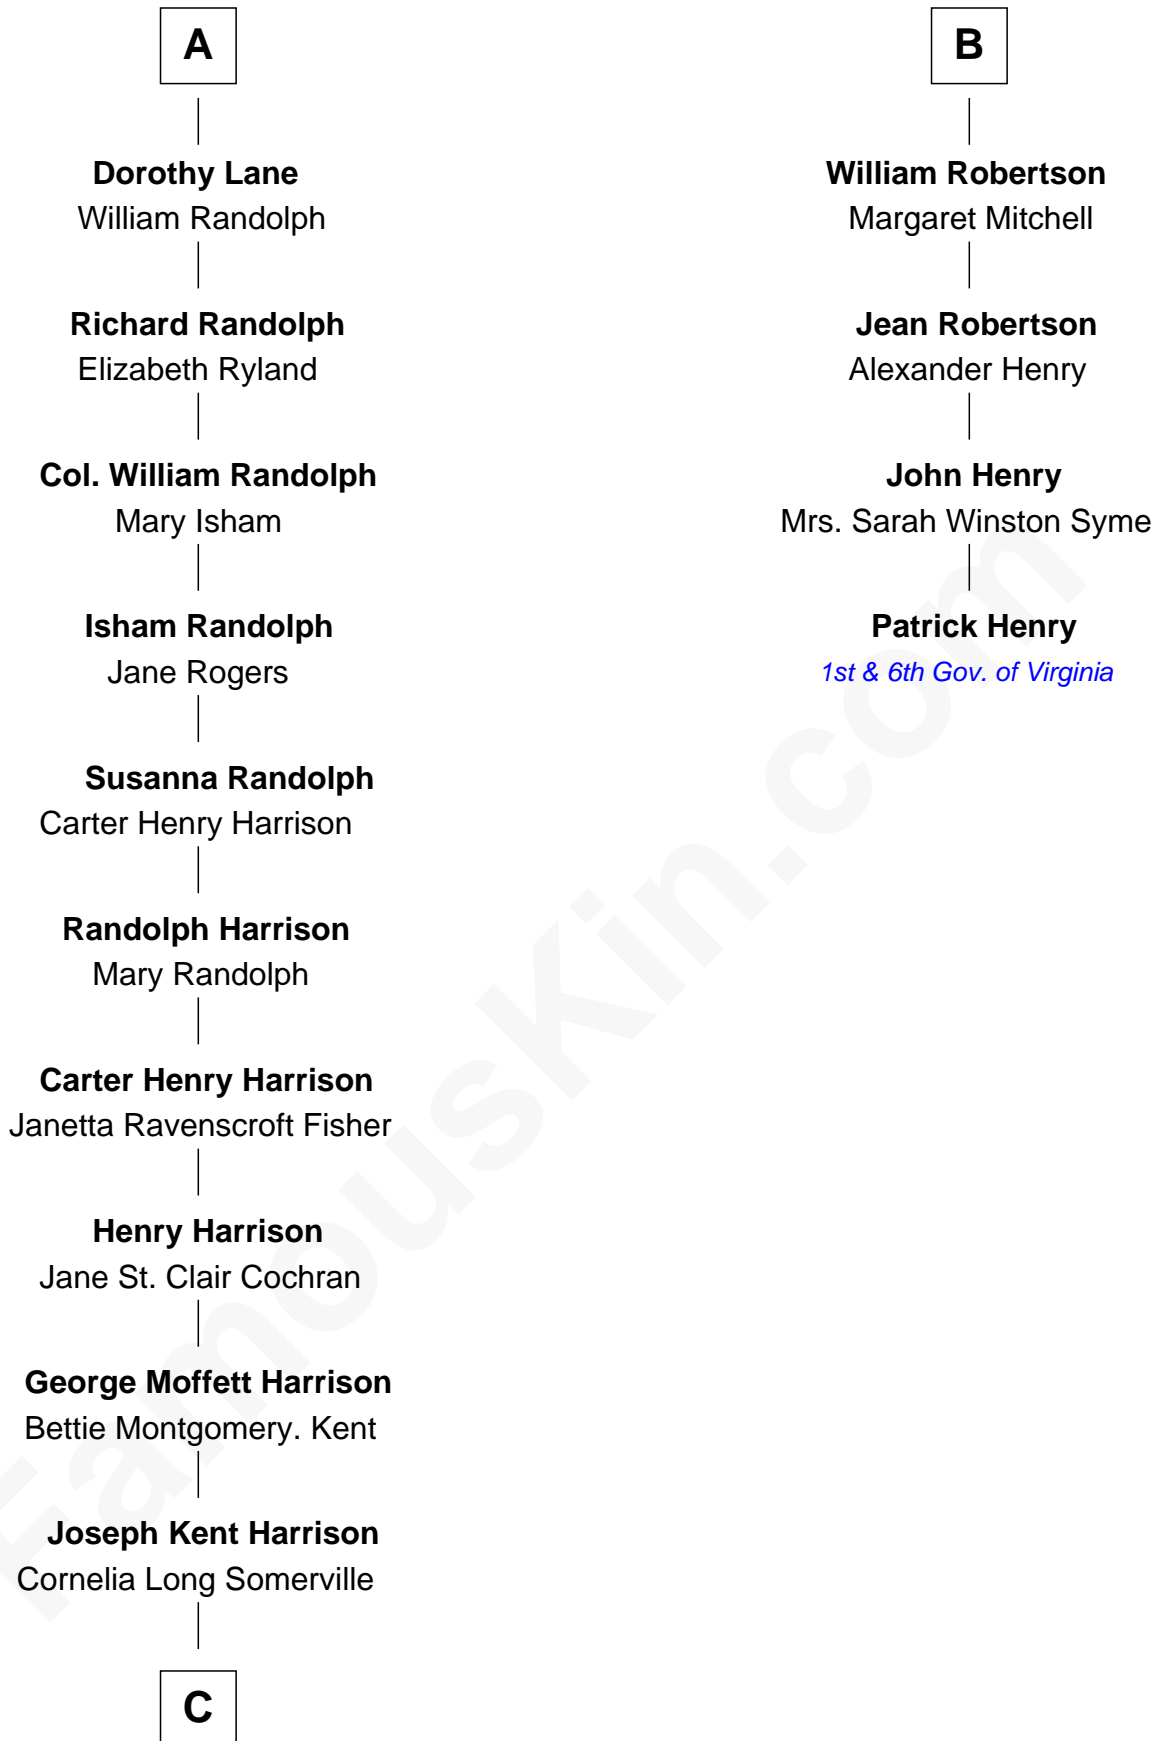 A
Dorothy Lane
William Randolph
Richard Randolph
Elizabeth Ryland
Col. William Randolph
Mary Isham
Isham Randolph
Jane Rogers
Susanna Randolph
Carter Henry Harrison
Randolph Harrison
Mary Randolph
Carter Henry Harrison
Janetta Ravenscroft Fisher
Henry Harrison
Jane St. Clair Cochran
George Moffett Harrison
Bettie Montgomery. Kent
Joseph Kent Harrison
Cornelia Long Somerville
C
B
William Robertson
Margaret Mitchell
Jean Robertson
Alexander Henry
John Henry
Mrs. Sarah Winston Syme
Patrick Henry
1st & 6th Gov. of Virginia
FamousKin.com